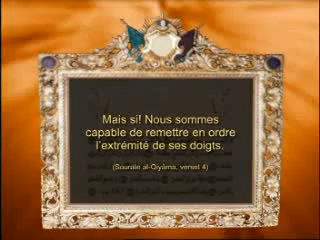 Mais si! Nous sommes
capable de remettre en ordre
l'extrémité de ses doigts.
(Sourate al-Qiyâma, verset 4)